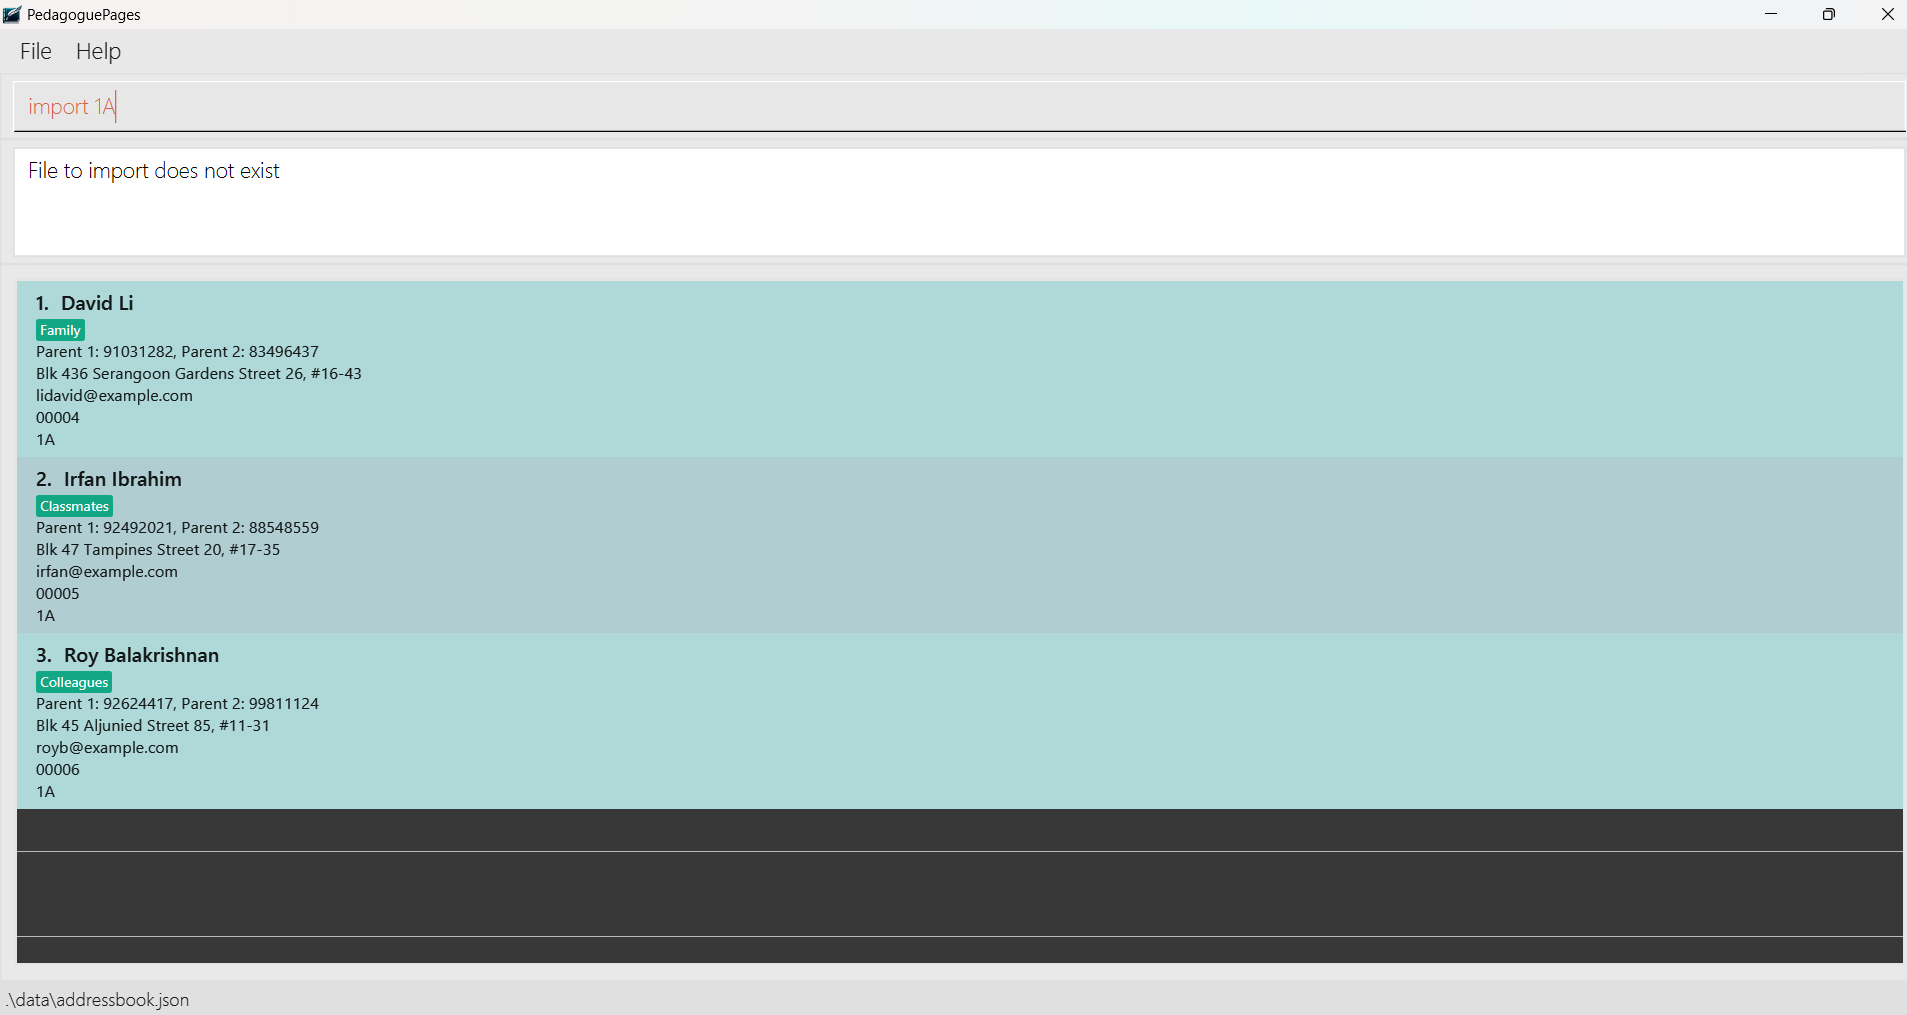 PedagoguePages
File Help
import 1A
File to import does not exist
1. David Li
Family
Parent 1: 91031282, Parent 2: 83496437
Blk 436 Serangoon Gardens Street 26, #16-43
lidavid@example.com
00004
1A
2. Irfan Ibrahim
Classmates
Parent 1: 92492021, Parent 2: 88548559
Blk 47 Tampines Street 20, #17-35
irfan@example.com
00005
1A
3. Roy Balakrishnan
Colleagues
Parent 1: 92624417, Parent 2: 99811124
Blk 45 Aljunied Street 85, #11-31
royb@example.com
00006
1A
.\data\addressbook.json